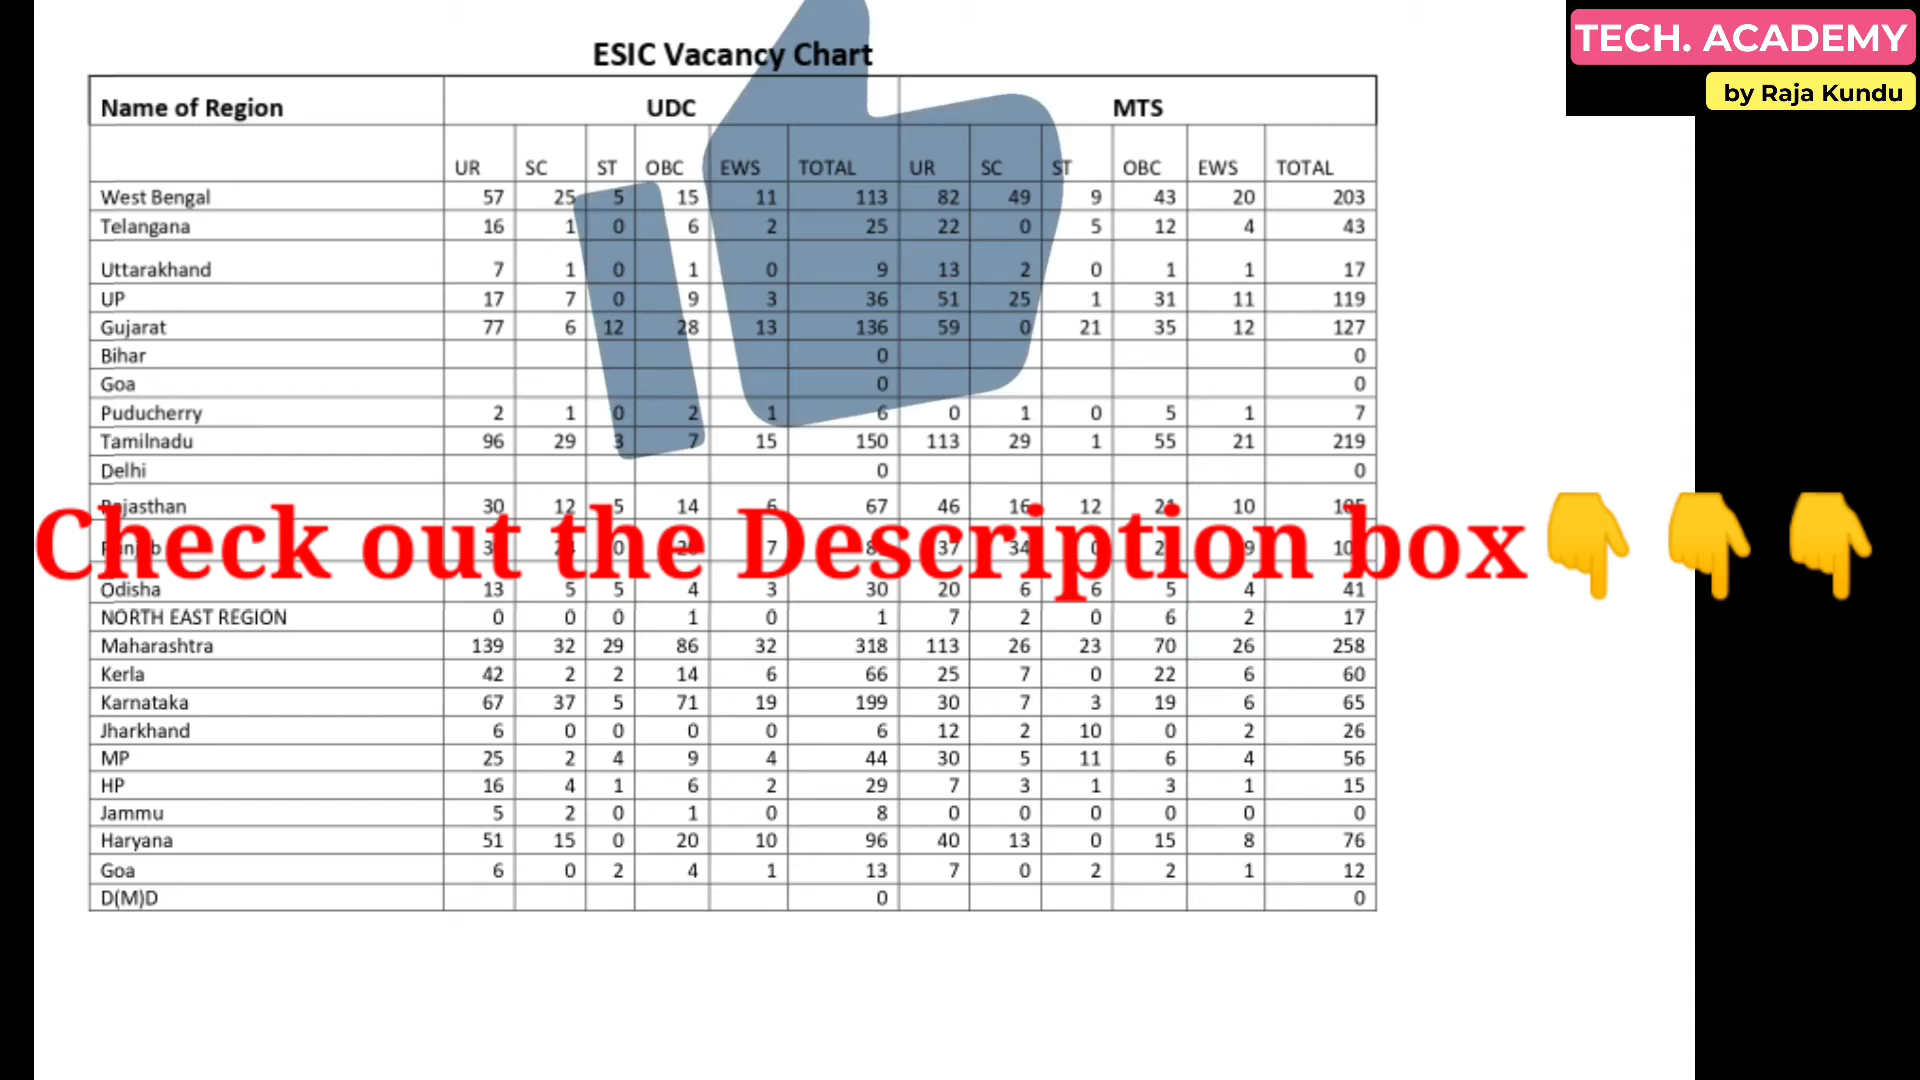 TECH. ACADEMY
by Raja Kundu
ESIC Vacancy Chart
Name of Region UDC MTS
UR SC ST OBC EWS TOTAL UR SC ST OBC EWS TOTAL
West Bengal 57 25 5 15 11 113 82 49 9 43 20 203
Telangana 16 1 0 6 2 25 22 0 5 12 4 43
Uttarakhand 7 1 0 1 0 9 13 2 0 1 1 17
UP 17 7 0 9 3 36 51 25 1 31 11 119
Gujarat 77 6 12 28 13 136 59 0 21 35 12 127
Bihar 0 0
Goa 0 0
Puducherry 2 1 0 2 1 6 0 1 0 5 1 7
Tamilnadu 96 29 3 7 15 150 113 29 1 55 21 219
Delhi 0 0
Rajasthan 30 12 5 14 6 67 46 16 12 21 10 105
Check out the Description box👇👇👇
Punjab 0 7 37 34 9
Odisha 13 5 5 4 3 30 20 6 6 5 4 41
NORTH EAST REGION 0 0 0 1 0 1 7 2 0 6 2 17
Maharashtra 139 32 29 86 32 318 113 26 23 70 26 258
Kerla 42 2 2 14 6 66 25 7 0 22 6 60
Karnataka 67 37 5 71 19 199 30 7 3 19 6 65
Jharkhand 6 0 0 0 0 6 12 2 10 0 2 26
MP 25 2 4 9 4 44 30 5 11 6 4 56
HP 16 4 1 6 2 29 7 3 1 3 1 15
Jammu 5 2 0 1 0 8 0 0 0 0 0 0
Haryana 51 15 0 20 10 96 40 13 0 15 8 76
Goa 6 0 2 4 1 13 7 0 2 2 1 12
D(M)D 0 0